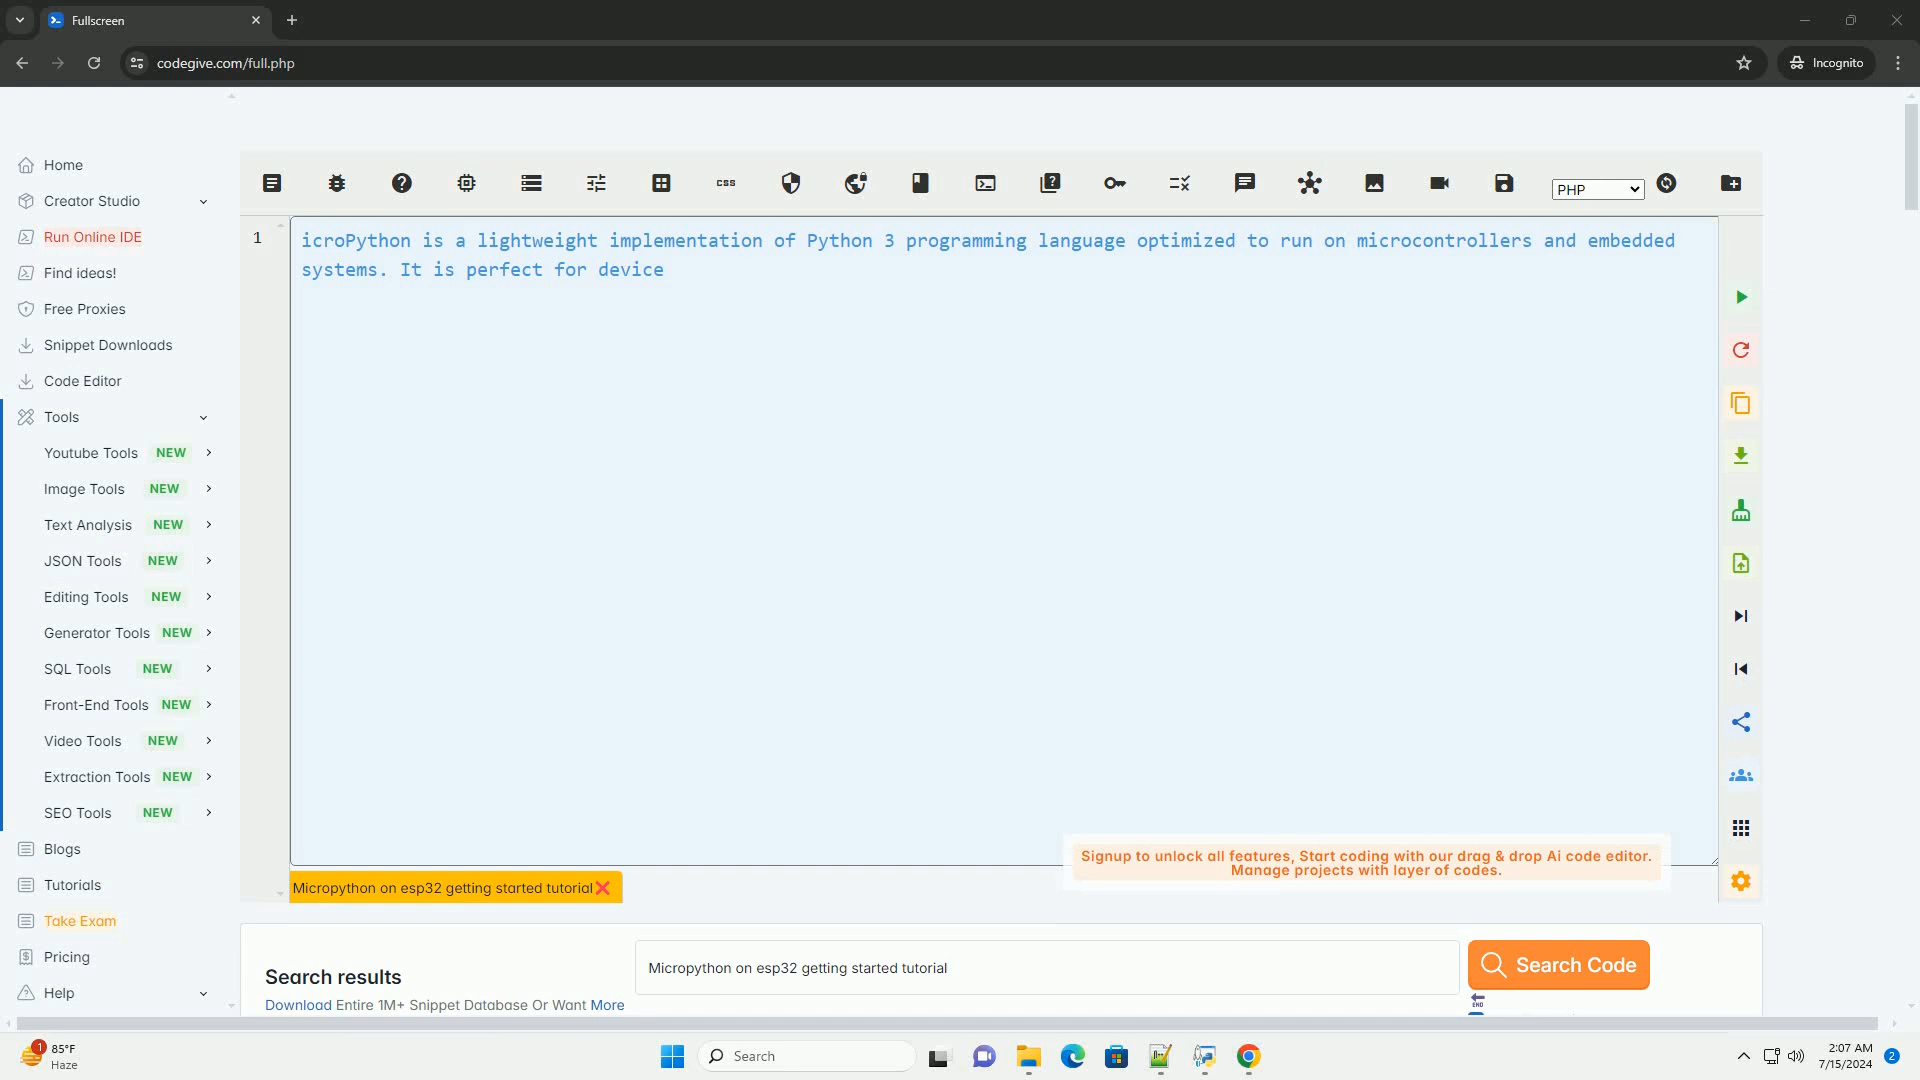 Fullscreen
codegive.com/full.php
Incognito
Home
Creator Studio
Run Online IDE
Find ideas!
Free Proxies
Snippet Downloads
Code Editor
Tools
Youtube Tools NEW
Image Tools NEW
Text Analysis NEW
JSON Tools NEW
Editing Tools NEW
Generator Tools NEW
SQL Tools NEW
Front-End Tools NEW
Video Tools NEW
Extraction Tools NEW
SEO Tools NEW
Blogs
Tutorials
Take Exam
Pricing
Help
CSS
PHP
1
icroPython is a lightweight implementation of Python 3 programming language optimized to run on microcontrollers and embedded
systems. It is perfect for device
Signup to unlock all features, Start coding with our drag & drop Ai code editor.
Manage projects with layer of codes.
Micropython on esp32 getting started tutorial
Search results
Micropython on esp32 getting started tutorial
Search Code
Download Entire 1M+ Snippet Database Or Want More
END
1
85°F
Haze
Search
2:07 AM
7/15/2024
2